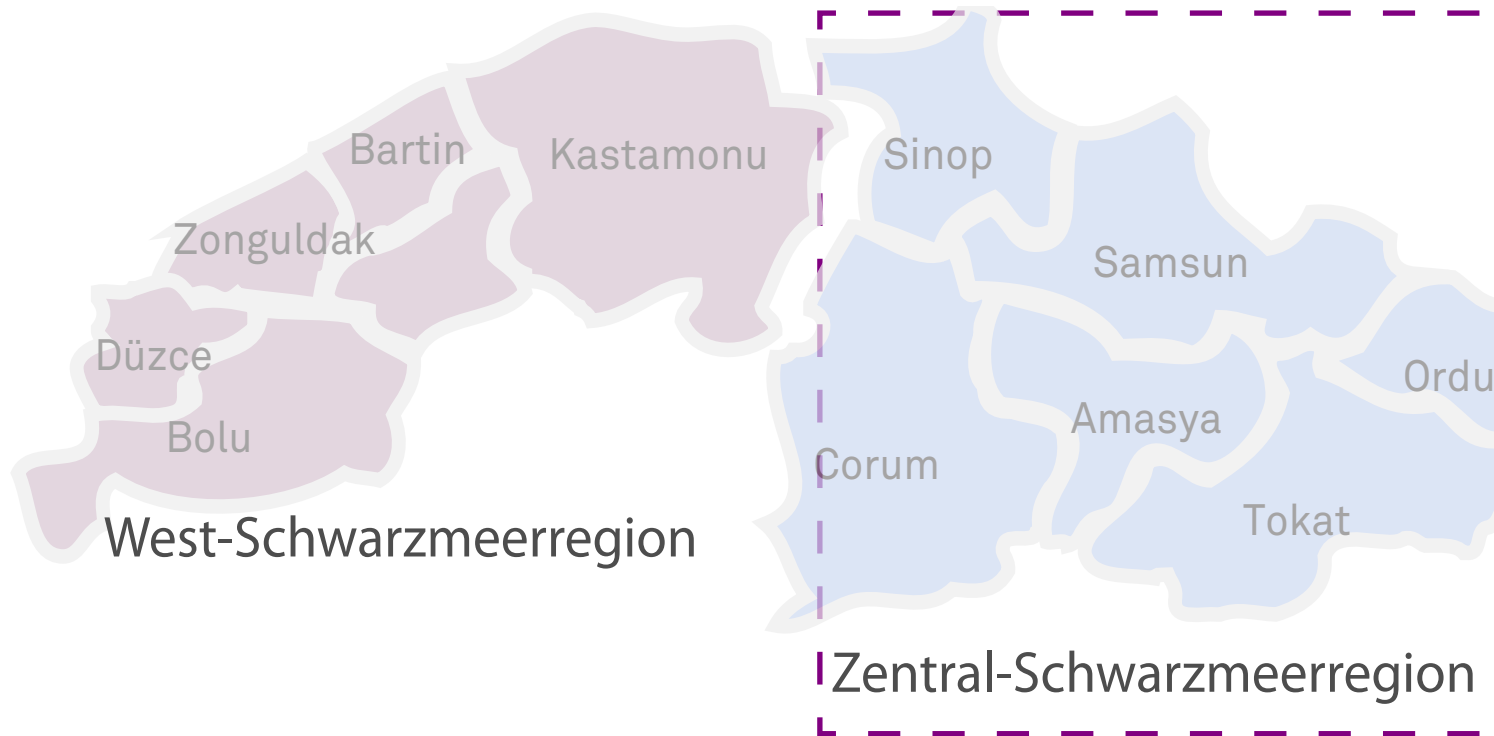 Bartin
Kastamonu
Sinop
Zonguldak
Samsun
Düzce
Ordu
Amasya
Bolu
Corum
Tokat
West-Schwarzmeerregion
Zentral-Schwarzmeerregion